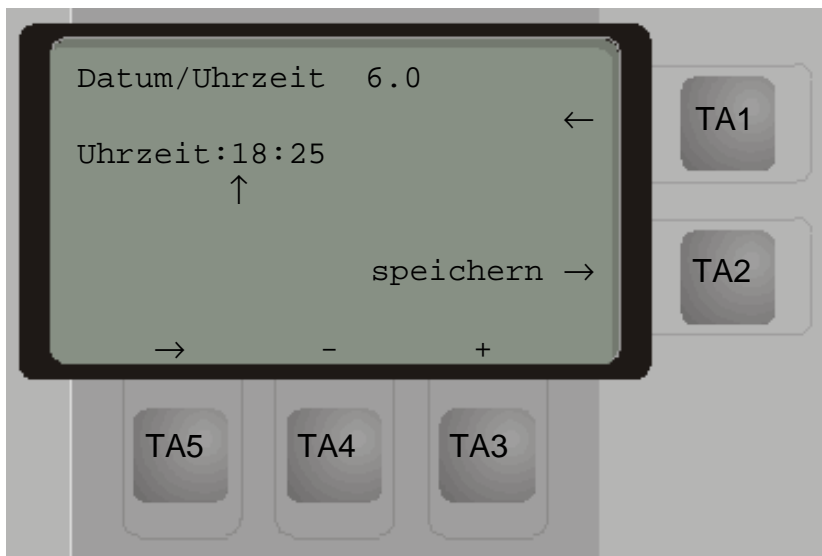 Datum/Uhrzeit 6.0
←
TA1
Uhrzeit:18:25
↑
speichern →
TA2
→ - +
TA5 TA4 TA3